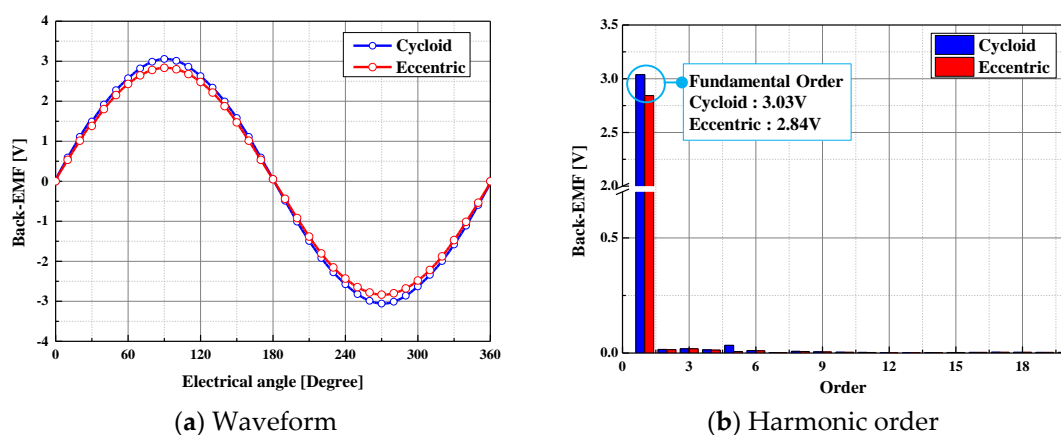 4
3
2
1
0
-1
-2
-3
-4
Back-EMF [V]
Cycloid
Eccentric
0 60 120 180 240 300 360
Electrical angle [Degree]
(a) Waveform
3.5
3.0
2.5
2.0
0.5
0.0
Back-EMF [V]
Back-EMF [V]
Cycloid
Eccentric
Fundamental Order
Cycloid : 3.03V
Eccentric : 2.84V
0 3 6 9 12 15 18
Order
(b) Harmonic order